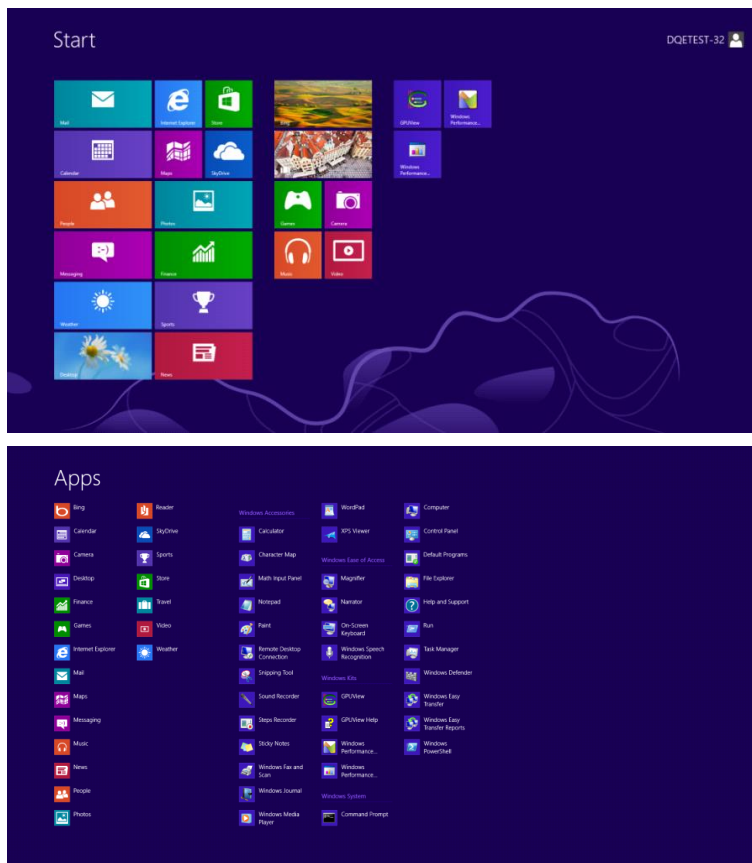 Start
DQETEST-32
Mail
Internet Explorer
Store
Bing
GPUView
Windows
Performance...
Calendar
Maps
SkyDrive
Windows
Performance...
People
Photos
Games
Camera
Messaging
Finance
Music
Video
Weather
Sports
Desktop
News
Apps
Bing
Calendar
Camera
Desktop
Finance
Games
Internet Explorer
Mail
Maps
Messaging
Music
News
People
Photos
Reader
SkyDrive
Sports
Store
Travel
Video
Weather
Windows Accessories
Calculator
Character Map
Math Input Panel
Notepad
Paint
Remote Desktop
Connection
Snipping Tool
Sound Recorder
Steps Recorder
Sticky Notes
Windows Fax and
Scan
Windows Journal
Windows Media
Player
WordPad
XPS Viewer
Windows Ease of Access
Magnifier
Narrator
On-Screen
Keyboard
Windows Speech
Recognition
Windows Kits
GPUView
GPUView Help
Windows
Performance...
Windows
Performance...
Windows System
Command Prompt
Computer
Control Panel
Default Programs
File Explorer
Help and Support
Run
Task Manager
Windows Defender
Windows Easy
Transfer
Windows Easy
Transfer Reports
Windows
PowerShell